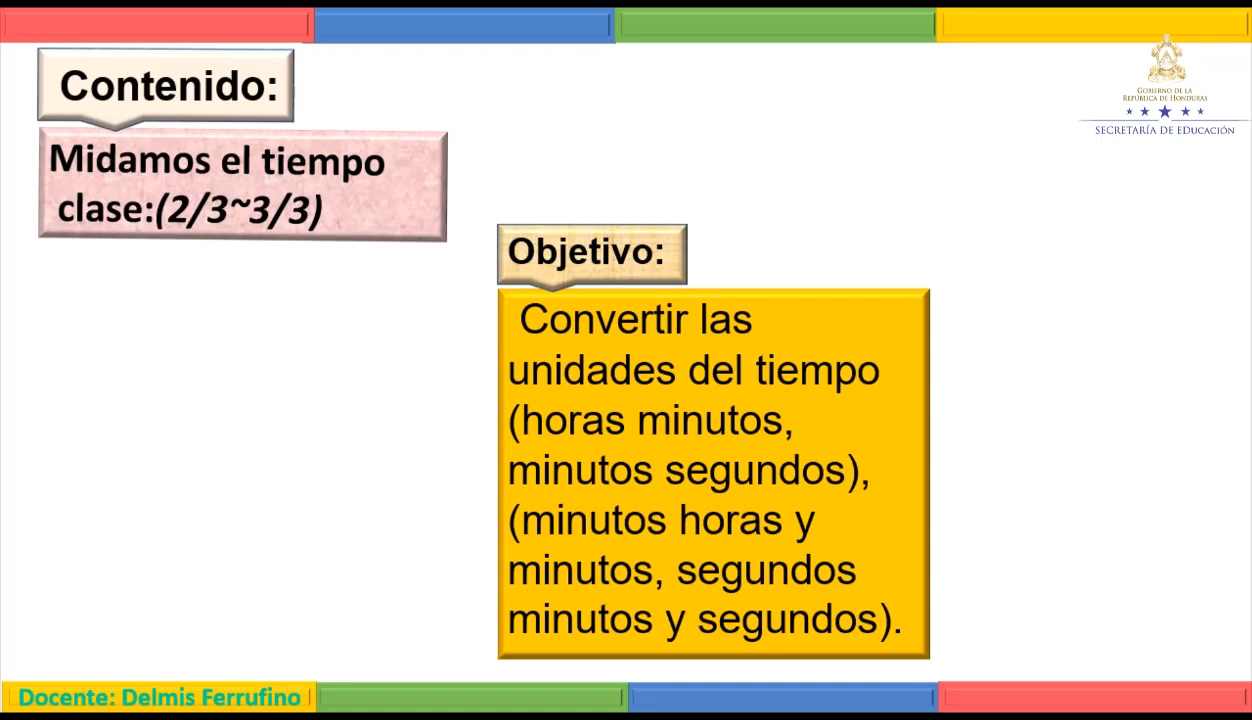 Contenido:
GOBIERNO DE LA
REPÚBLICA DE HONDURAS
SECRETARÍA DE EDUCACIÓN
Midamos el tiempo
clase:(2/3~3/3)
Objetivo:
Convertir las
unidades del tiempo
(horas minutos,
minutos segundos),
(minutos horas y
minutos, segundos
minutos y segundos).
Docente: Delmis Ferrufino